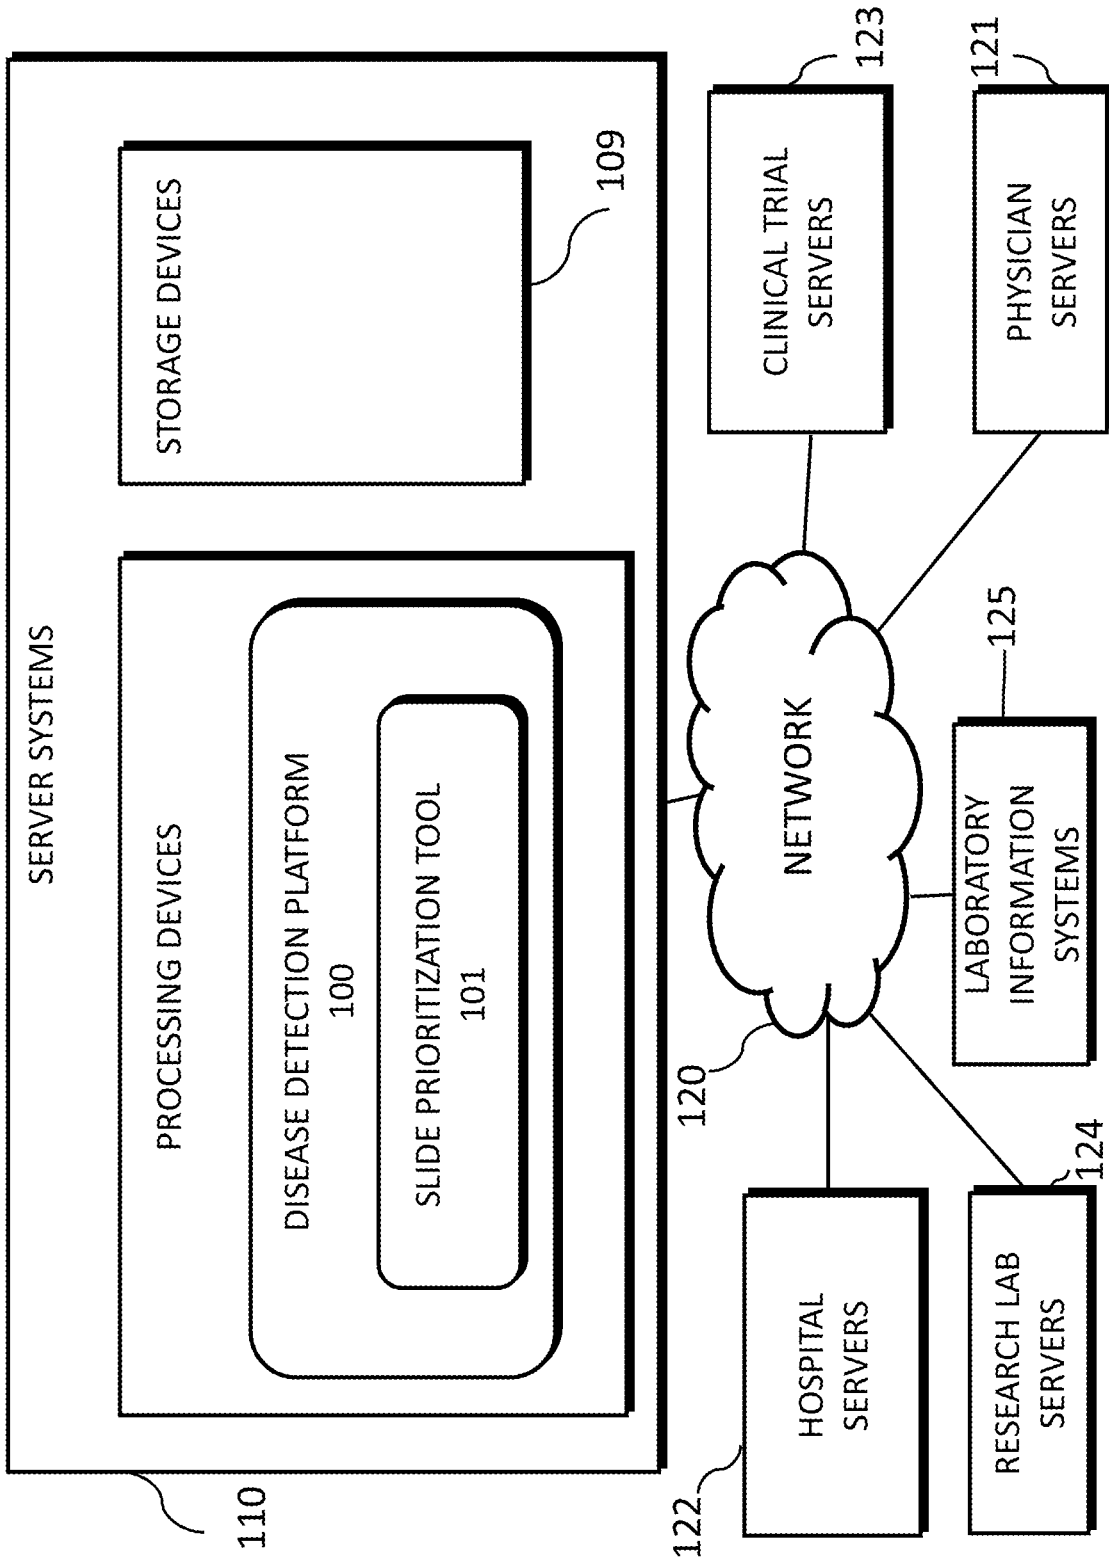 SERVER SYSTEMS
PROCESSING DEVICES
DISEASE DETECTION PLATFORM
100
SLIDE PRIORITIZATION TOOL
101
STORAGE DEVICES
109
110
120
NETWORK
122
HOSPITAL
SERVERS
CLINICAL TRIAL
SERVERS
123
RESEARCH LAB
SERVERS
124
LABORATORY
INFORMATION
SYSTEMS
125
PHYSICIAN
SERVERS
121